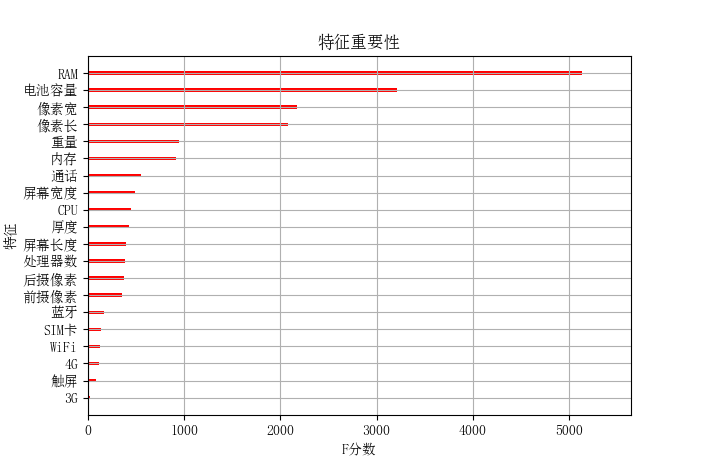 特征重要性
RAM
电池容量
像素宽
像素长
重量
内存
通话
屏幕宽度
CPU
厚度
屏幕长度
处理器数
后摄像素
前摄像素
蓝牙
SIM卡
WiFi
4G
触屏
3G
特征
0 1000 2000 3000 4000 5000
F分数